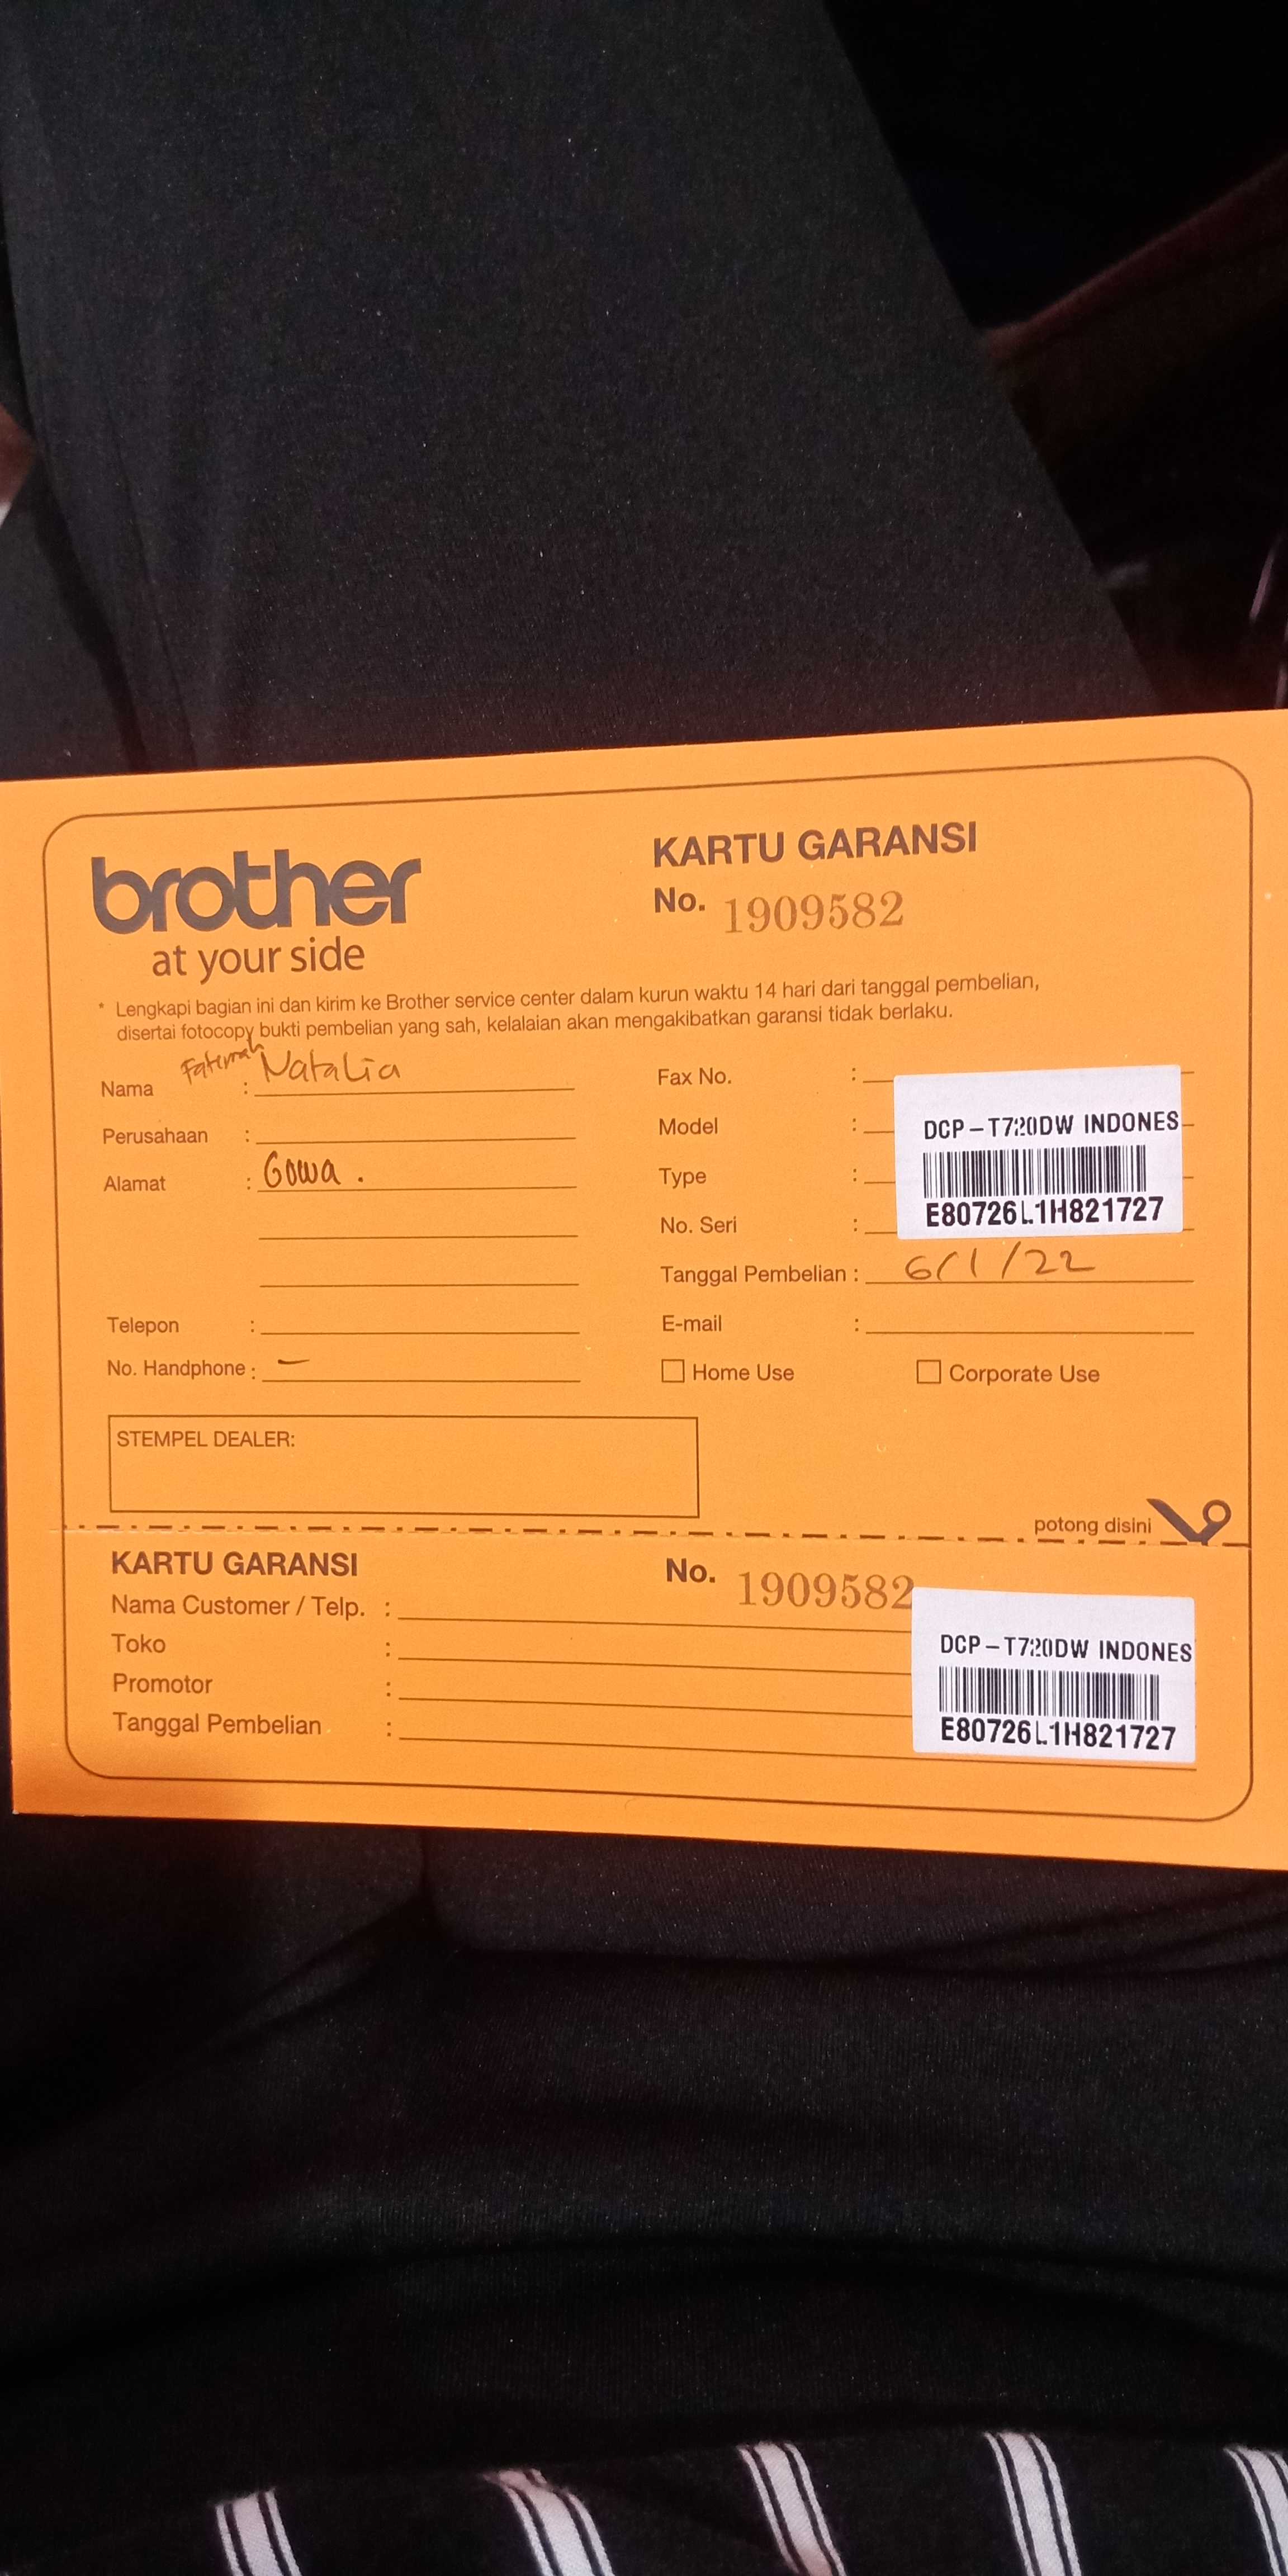 brother
at your side
KARTU GARANSI
No. 1909582
* Lengkapi bagian ini dan kirim ke Brother service center dalam kurun waktu 14 hari dari tanggal pembelian,
disertai fotocopy bukti pembelian yang sah, kelalaian akan mengakibatkan garansi tidak berlaku.
Nama : Fatimah Natalia
Perusahaan :
Alamat : Gowa .
Telepon :
No. Handphone : –
Fax No. :
Model :
Type :
No. Seri :
DCP-T720DW INDONES
E80726L1H821727
Tanggal Pembelian : 6/1/22
E-mail :
Home Use
Corporate Use
STEMPEL DEALER:
potong disini
KARTU GARANSI
No. 1909582
Nama Customer / Telp. :
Toko :
Promotor :
Tanggal Pembelian :
DCP-T720DW INDONES
E80726L1H821727